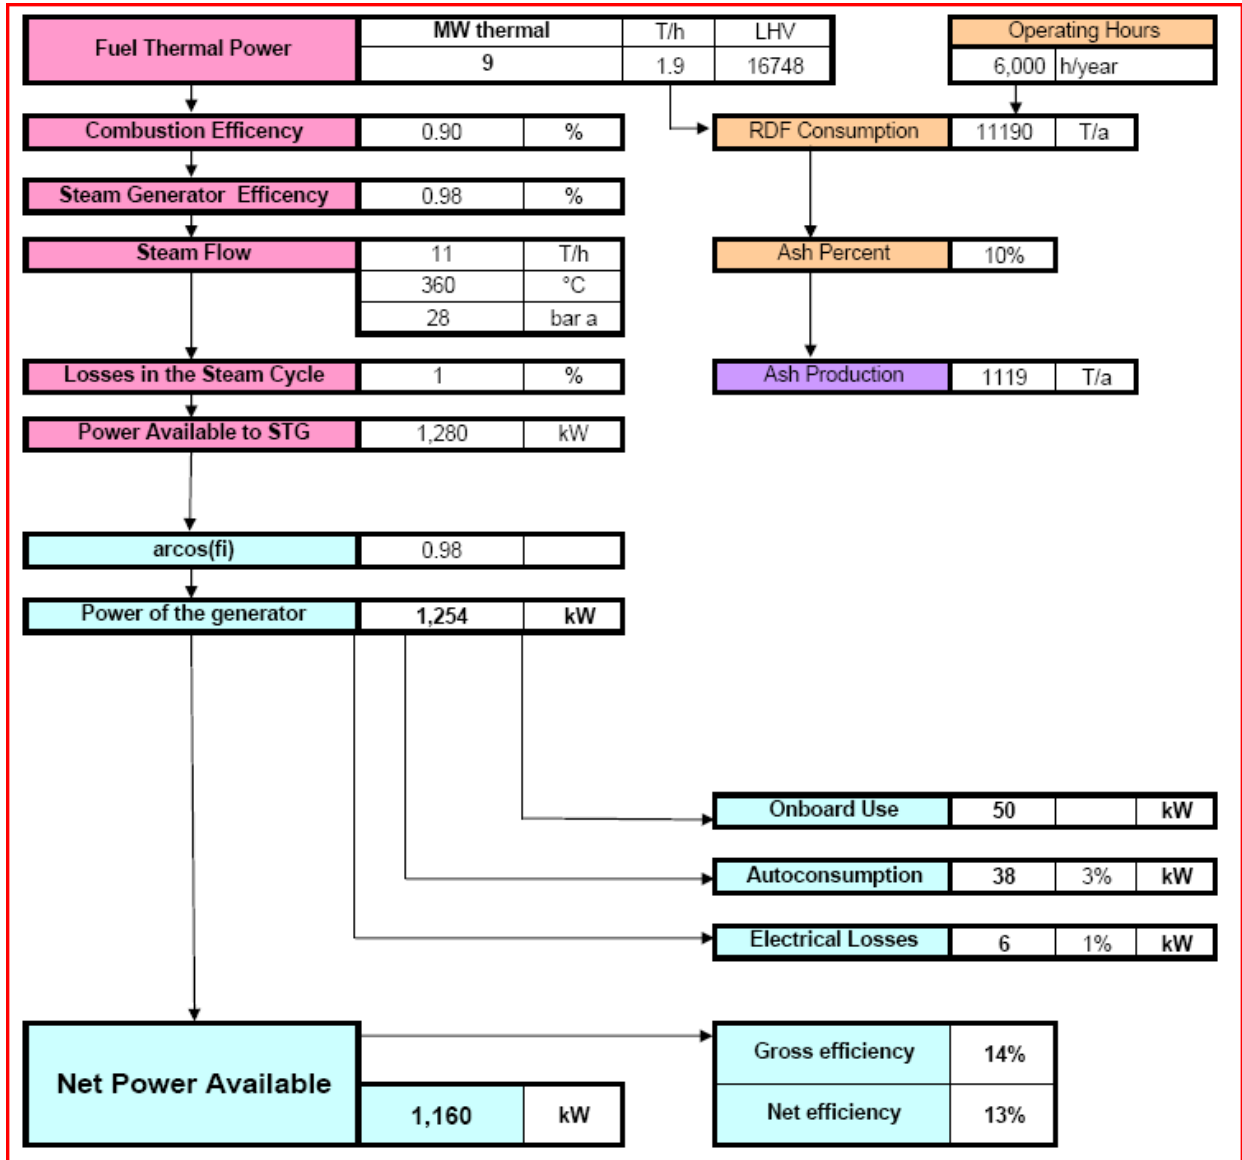 Fuel Thermal Power MW thermal T/h LHV
9 1.9 16748
Operating Hours
6,000 h/year
Combustion Efficency 0.90 %
RDF Consumption 11190 T/a
Steam Generator Efficency 0.98 %
Steam Flow 11 T/h
360 °C
28 bar a
Ash Percent 10%
Losses in the Steam Cycle 1 %
Ash Production 1119 T/a
Power Available to STG 1,280 kW
arcos(fi) 0.98
Power of the generator 1,254 kW
Onboard Use 50 kW
Autoconsumption 38 3% kW
Electrical Losses 6 1% kW
Net Power Available
1,160 kW
Gross efficiency 14%
Net efficiency 13%